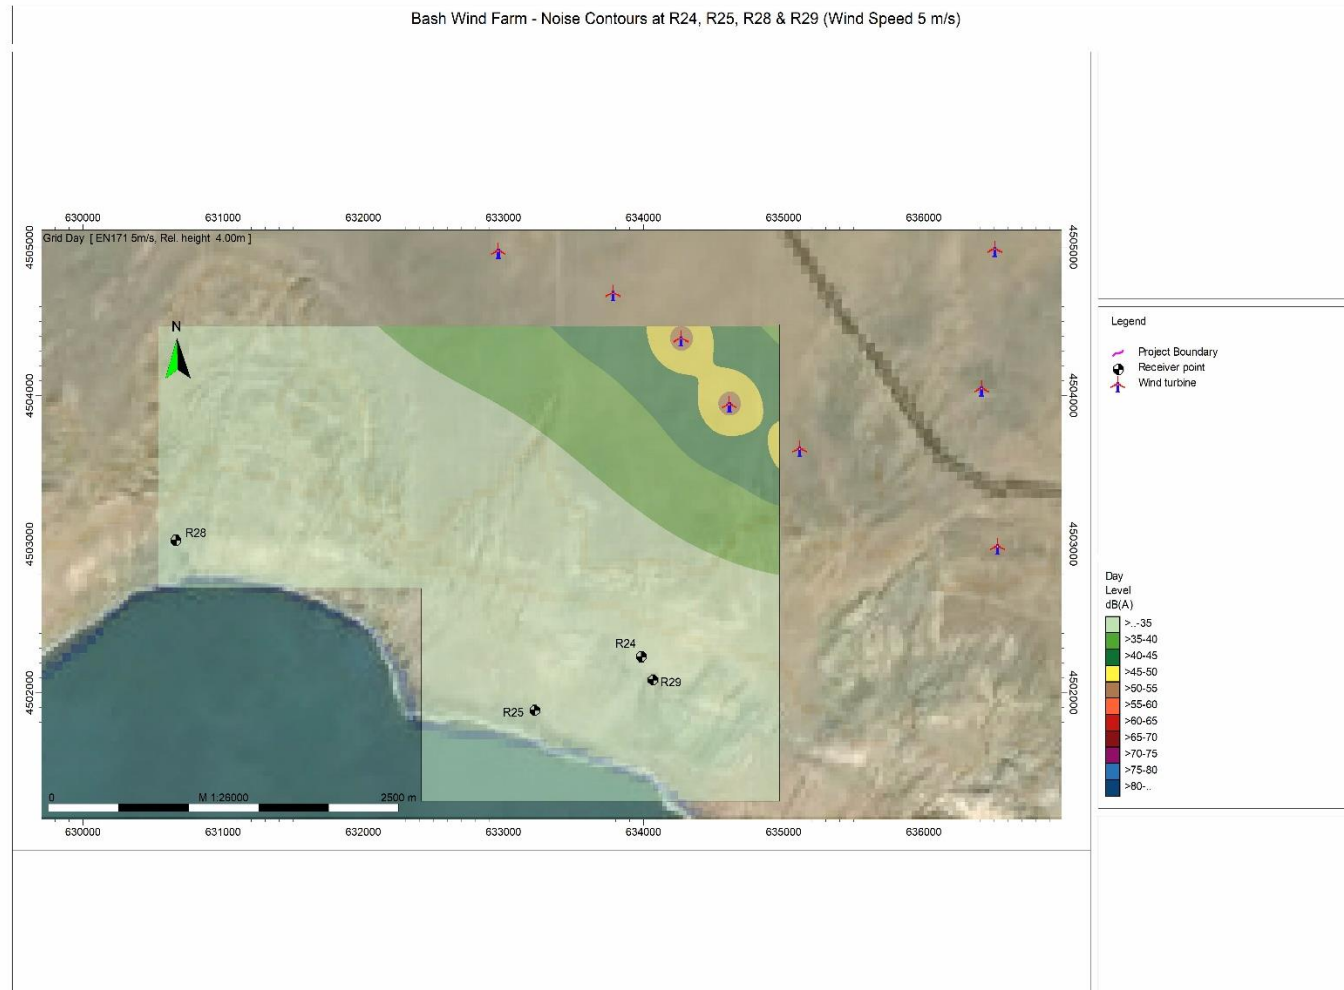 Bash Wind Farm - Noise Contours at R24, R25, R28 & R29 (Wind Speed 5 m/s)
630000 631000 632000 633000 634000 635000 636000
Grid Day [ EN171 5m/s, Rel. height 4.00m ]
4505000 4505000
N
4504000 4504000
R28
4503000 4503000
R24
R29
R25
4502000 4502000
0 M 1:26000 2500 m
630000 631000 632000 633000 634000 635000 636000
Legend
Project Boundary
Receiver point
Wind turbine
Day
Level
dB(A)
>..-35
>35-40
>40-45
>45-50
>50-55
>55-60
>60-65
>65-70
>70-75
>75-80
>80-..